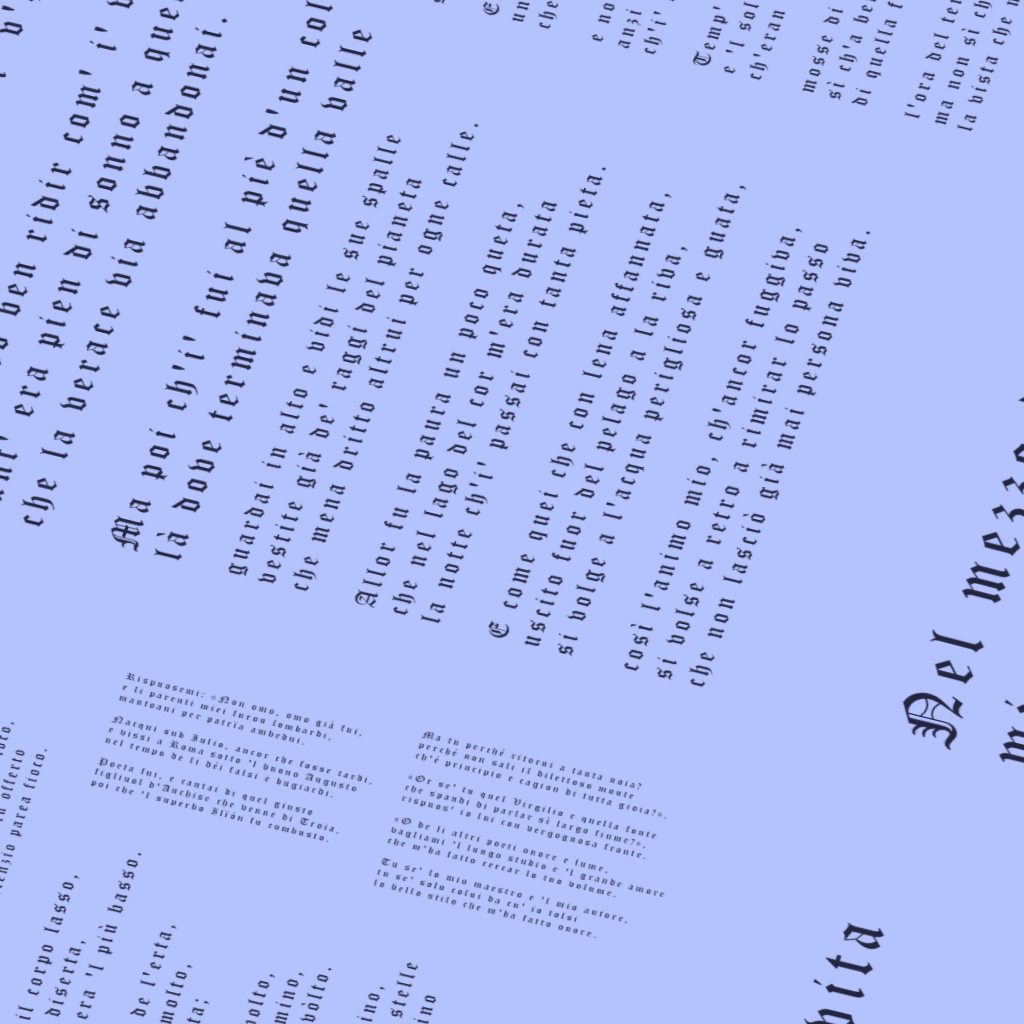 ben ridir com' i'
era pien di sonno a
che la verace via abbandonai.
Ma poi ch'i' fui al piè d'un
là dove terminava quella valle
guardai in alto e vidi le sue spalle
vestite già de' raggi del pianeta
che mena dritto altrui per ogne calle.
Allor fu la paura un poco queta,
che nel lago del cor m'era durata
la notte ch'i' passai con tanta pieta.
E come quei che con lena affannata,
uscito fuor del pelago a la riva,
si volge a l'acqua perigliosa e guata,
così l'animo mio, ch'ancor fuggiva,
si volse a retro a rimirar lo passo
che non lasciò già mai persona viva.
E
un
che
e no
anzi
ch'i'
Temp'
e 'l sol
ch'eran
mosse di
sì ch'a be
di quella f
l'ora del
ma non sì
la vista che
Nel mezzo
Rispuosemi: «Non omo, omo già fui,
e li parenti miei furon lombardi,
mantoani per patrïa ambedui.
Nacqui sub Iulio, ancor che fosse tardi,
e vissi a Roma sotto 'l buono Augusto
nel tempo de li dèi falsi e bugiardi.
Poeta fui, e cantai di quel giusto
figliuol d'Anchise che venne di Troia,
poi che 'l superbo Ilión fu combusto.
Ma tu perché ritorni a tanta noia?
perché non sali il dilettoso monte
ch'è principio e cagion di tutta gioia?».
«Or se' tu quel Virgilio e quella fonte
che spandi di parlar sì largo fiume?»,
rispuos' io lui con vergognosa fronte.
«O de li altri poeti onore e lume,
vagliami 'l lungo studio e 'l grande amore
che m'ha fatto cercar lo tuo volume.
Tu se' lo mio maestro e 'l mio autore,
tu se' solo colui da cu' io tolsi
lo bello stilo che m'ha fatto onore.
offerto
parea fioco.
il corpo lasso,
diserta,
era 'l più basso.
de l'erta,
molto,
volto,
vòlto.
stelle